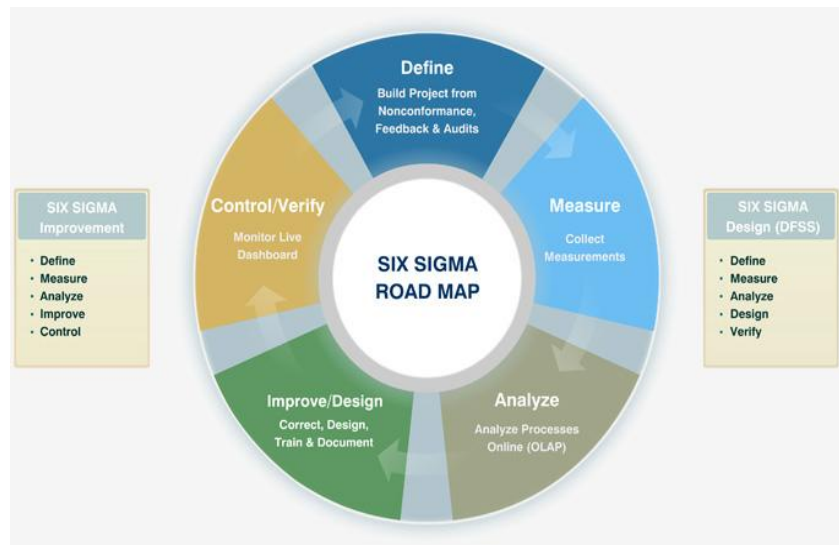 Define
Build Project from
Nonconformance,
Feedback & Audits
Control/Verify
Monitor Live
Dashboard
Measure
Collect
Measurements
SIX SIGMA
ROAD MAP
Improve/Design
Correct, Design,
Train & Document
Analyze
Analyze Processes
Online (OLAP)
SIX SIGMA
Improvement
• Define
• Measure
• Analyze
• Improve
• Control
SIX SIGMA
Design (DFSS)
• Define
• Measure
• Analyze
• Design
• Verify